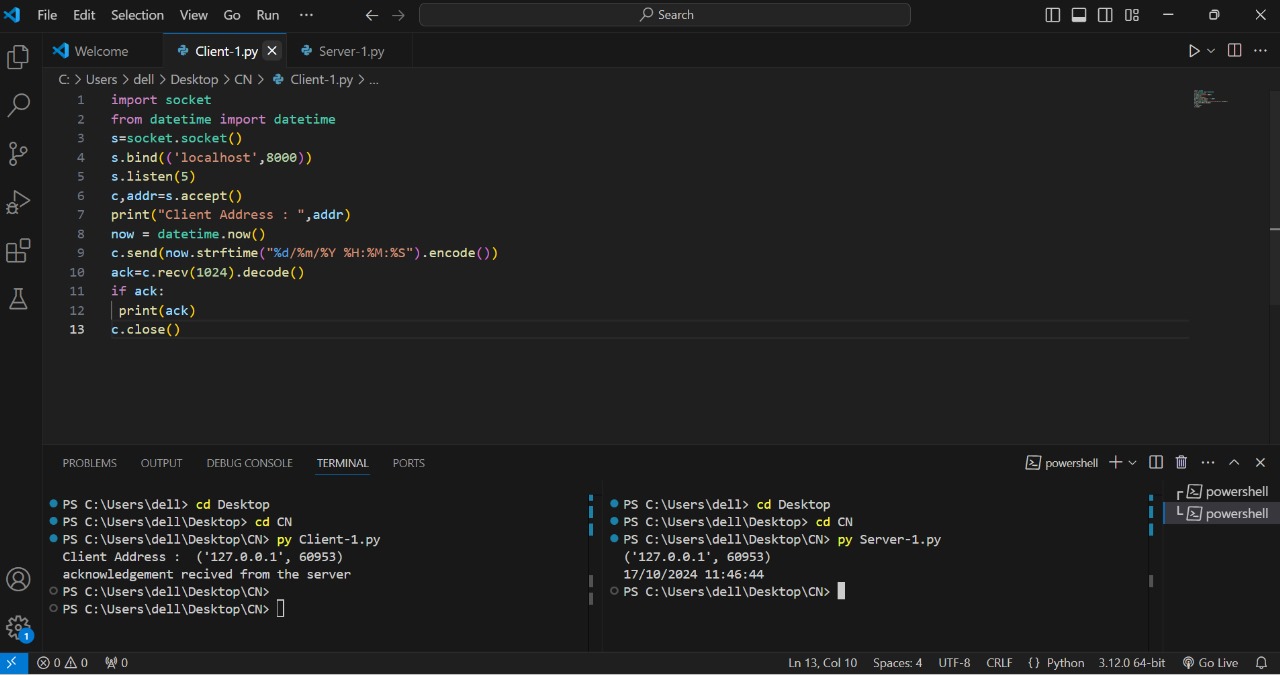 File Edit Selection View Go Run ··· Search
Welcome Client-1.py Server-1.py
C: > Users > dell > Desktop > CN > Client-1.py > ...
1 import socket
2 from datetime import datetime
3 s=socket.socket()
4 s.bind(('localhost',8000))
5 s.listen(5)
6 c,addr=s.accept()
7 print("Client Address : ",addr)
8 now = datetime.now()
9 c.send(now.strftime("%d/%m/%Y %H:%M:%S").encode())
10 ack=c.recv(1024).decode()
11 if ack:
12  print(ack)
13 c.close()
PROBLEMS OUTPUT DEBUG CONSOLE TERMINAL PORTS powershell
PS C:\Users\dell> cd Desktop
PS C:\Users\dell\Desktop> cd CN
PS C:\Users\dell\Desktop\CN> py Client-1.py
Client Address :  ('127.0.0.1', 60953)
acknowledgement recived from the server
PS C:\Users\dell\Desktop\CN>
PS C:\Users\dell\Desktop\CN>
PS C:\Users\dell> cd Desktop
PS C:\Users\dell\Desktop> cd CN
PS C:\Users\dell\Desktop\CN> py Server-1.py
('127.0.0.1', 60953)
17/10/2024 11:46:44
PS C:\Users\dell\Desktop\CN>
powershell
powershell
1
0 0 0 Ln 13, Col 10 Spaces: 4 UTF-8 CRLF {} Python 3.12.0 64-bit Go Live